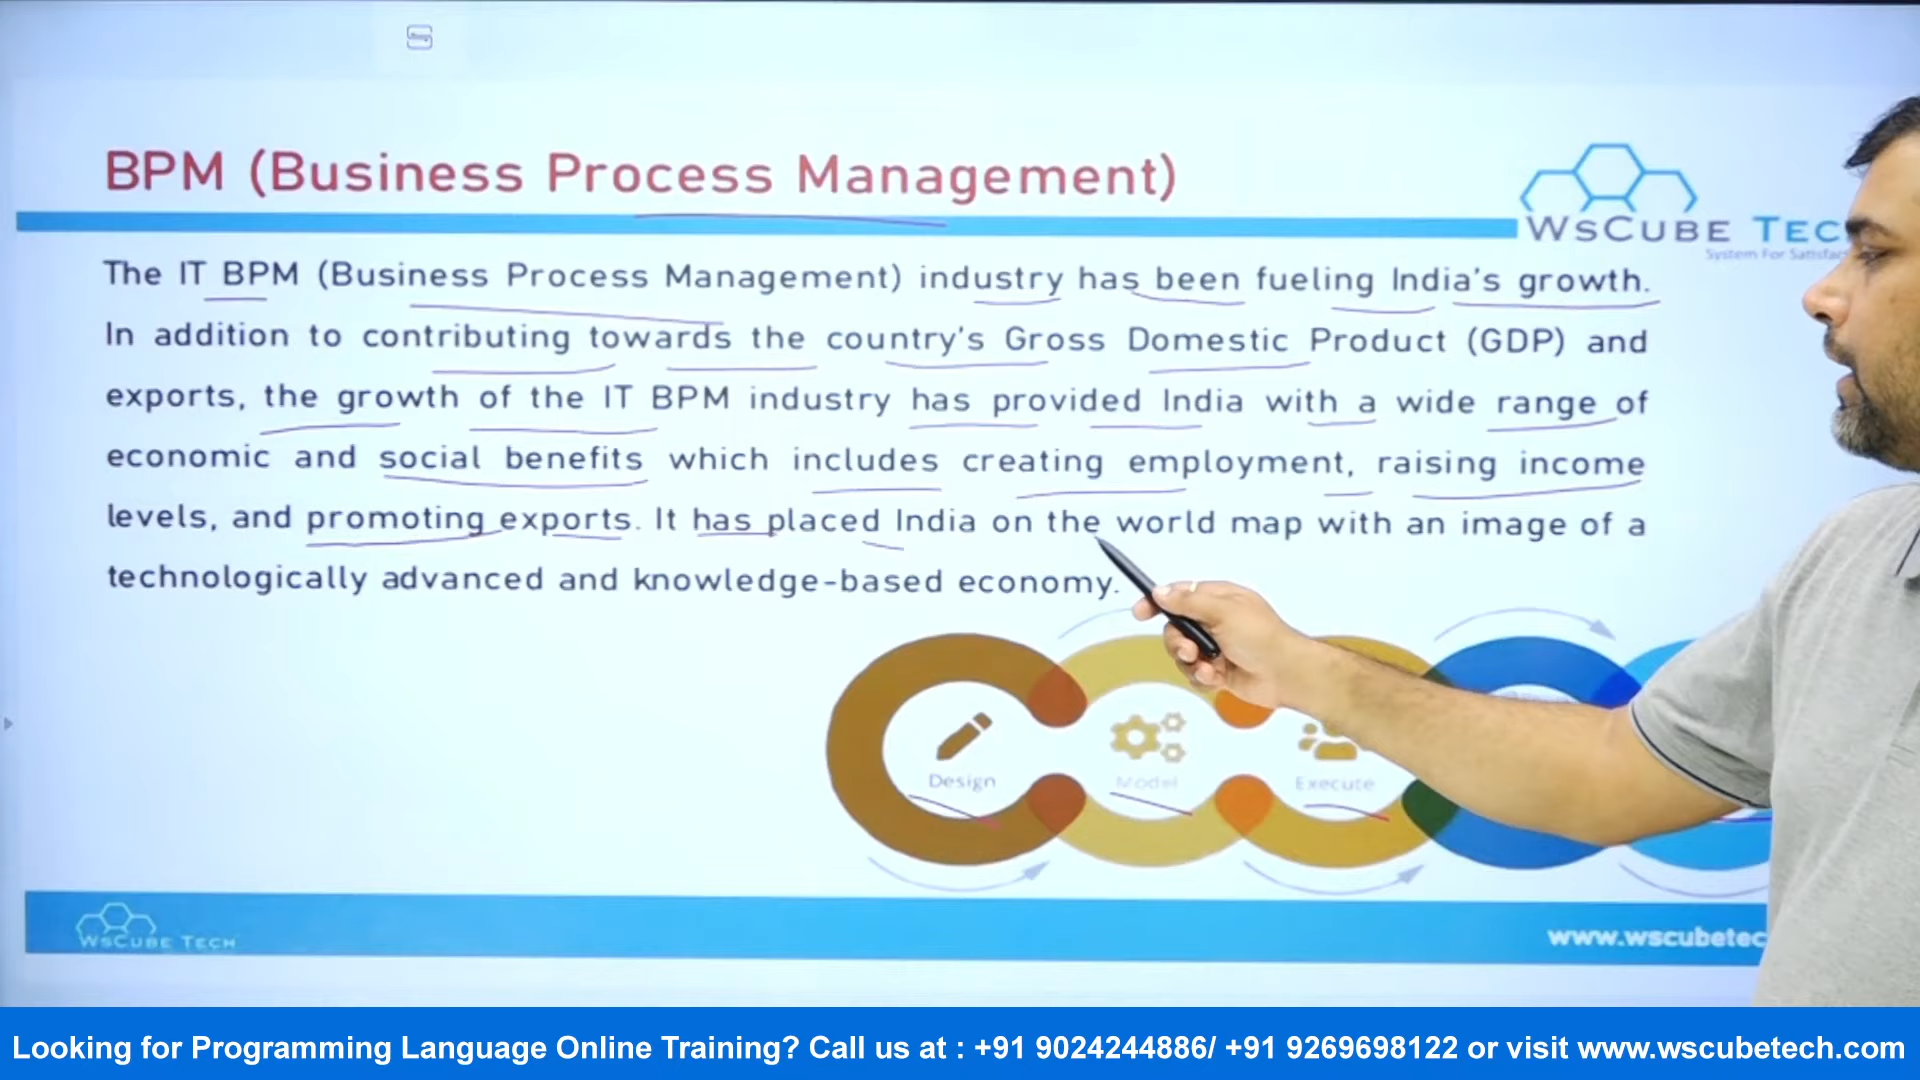 BPM (Business Process Management)
WsCube Tec
System For Satisfac
The IT BPM (Business Process Management) industry has been fueling India's growth.
In addition to contributing towards the country's Gross Domestic Product (GDP) and
exports, the growth of the IT BPM industry has provided India with a wide range of
economic and social benefits which includes creating employment, raising income
levels, and promoting exports. It has placed India on the world map with an image of a
technologically advanced and knowledge-based economy.
Design
Model
Execute
WsCube Tech
www.wscubetec
Looking for Programming Language Online Training? Call us at : +91 9024244886/ +91 9269698122 or visit www.wscubetech.com